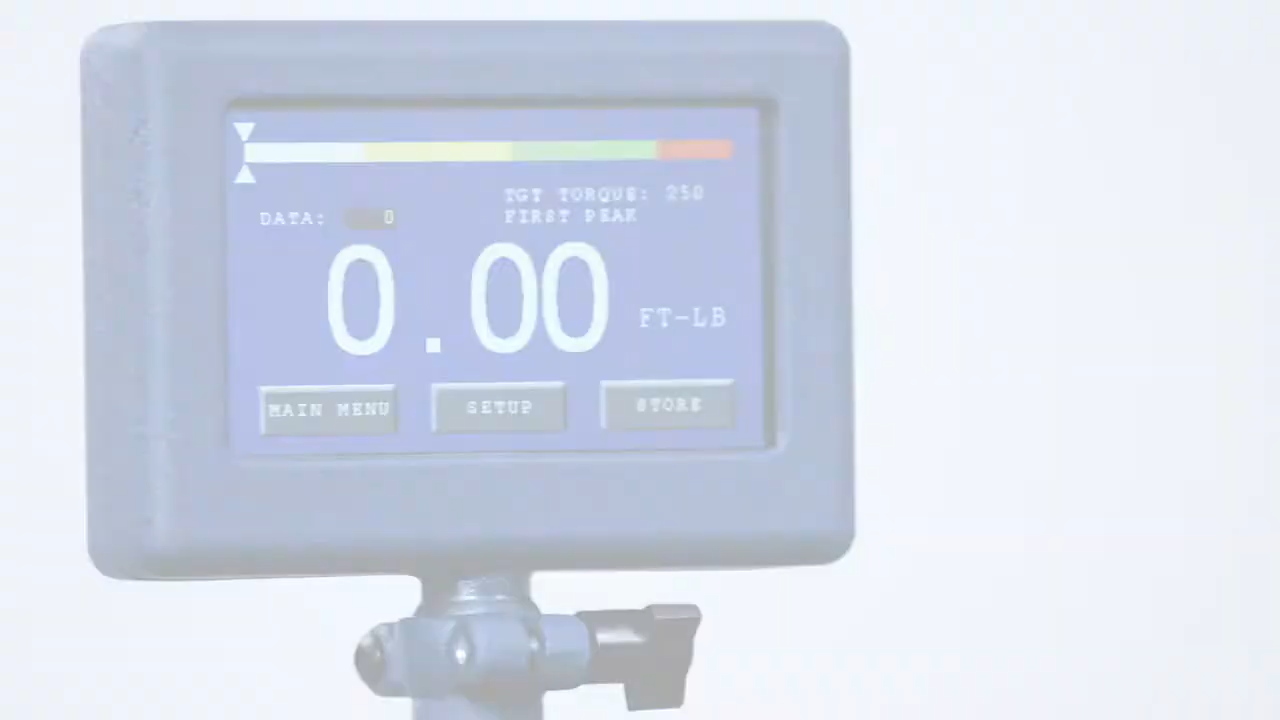 TGT TORQUE: 250
DATA: 0
FIRST PEAK
0.00 FT-LB
MAIN MENU
SETUP
STORE